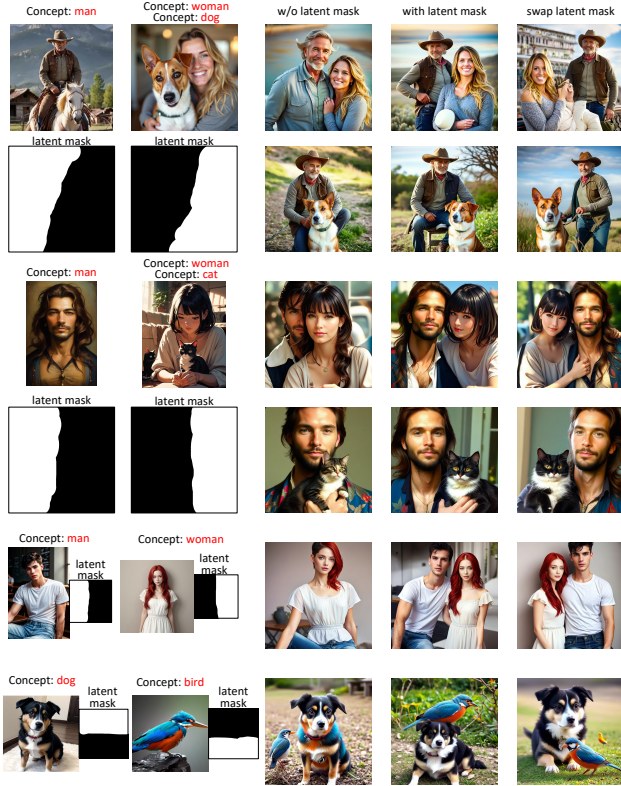 Concept: man
Concept: woman
Concept: dog
w/o latent mask
with latent mask
swap latent mask
latent mask
latent mask
Concept: man
Concept: woman
Concept: cat
latent mask
latent mask
Concept: man
latent
mask
Concept: woman
latent
mask
Concept: dog
latent
mask
Concept: bird
latent
mask